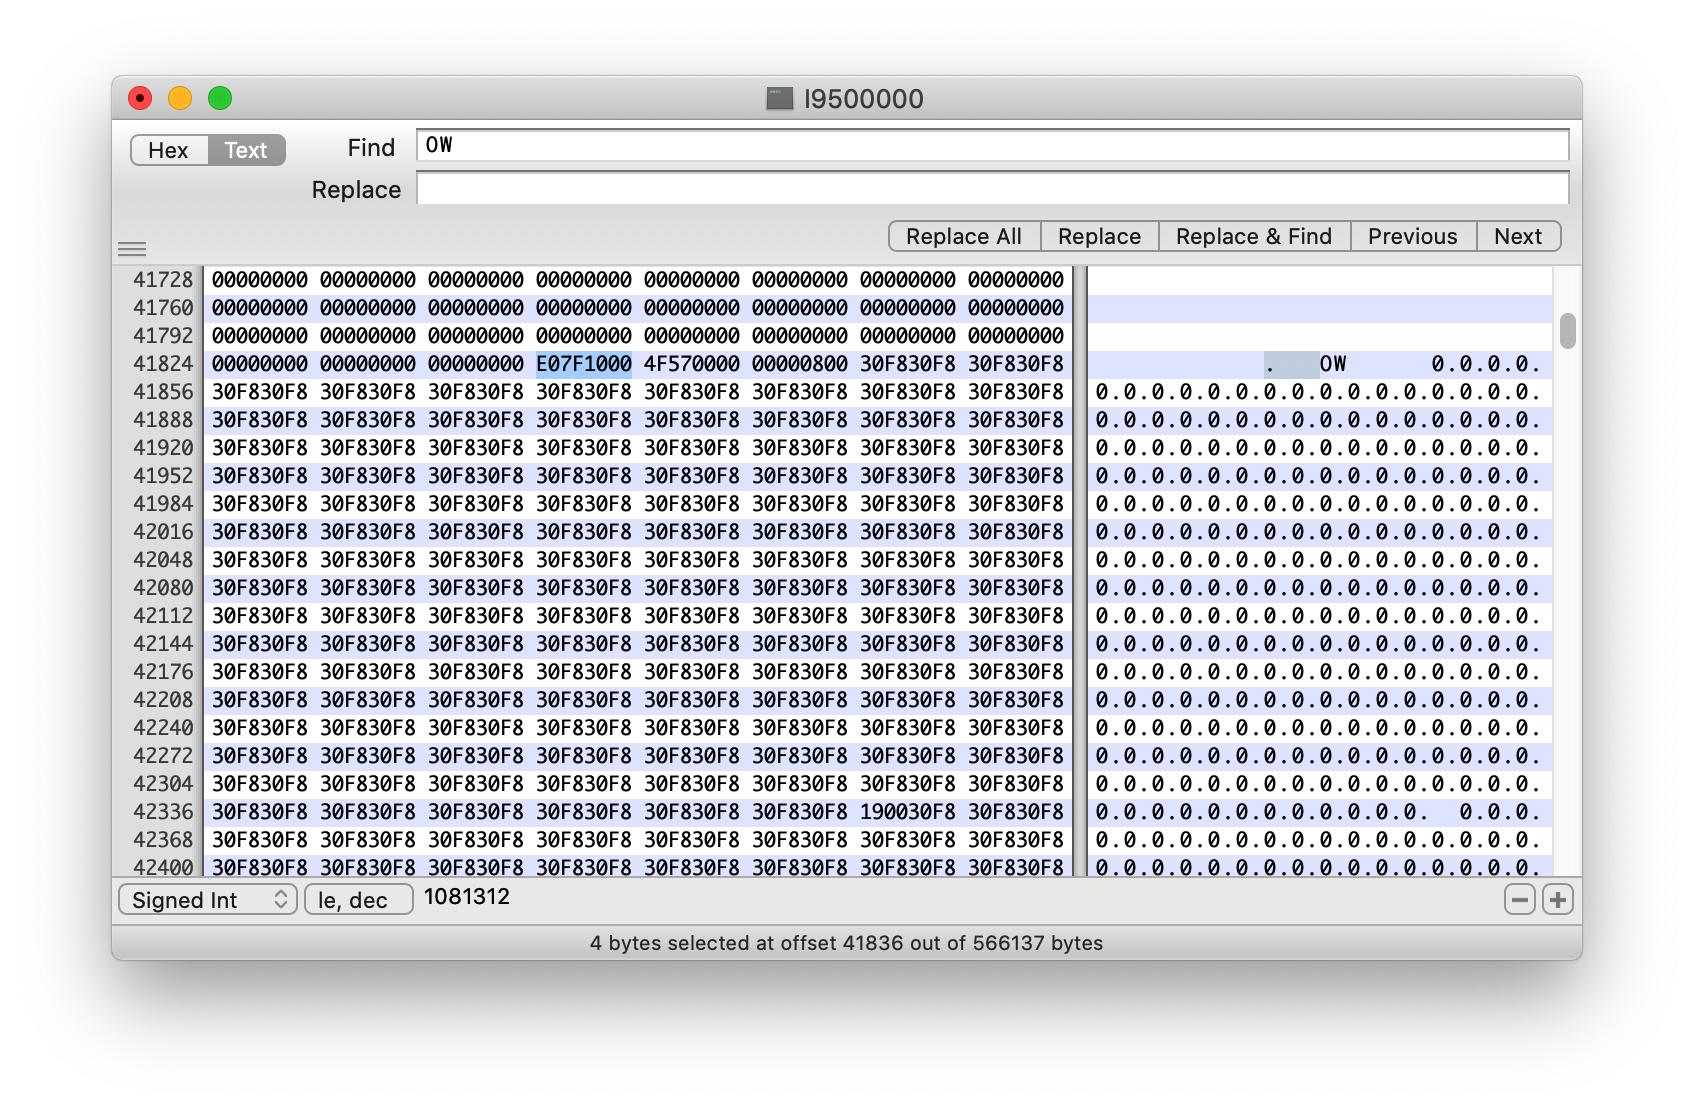 I9500000
Hex Text Find OW
Replace
Replace All Replace Replace & Find Previous Next
41728 00000000 00000000 00000000 00000000 00000000 00000000 00000000 00000000
41760 00000000 00000000 00000000 00000000 00000000 00000000 00000000 00000000
41792 00000000 00000000 00000000 00000000 00000000 00000000 00000000 00000000
41824 00000000 00000000 00000000 E07F1000 4F570000 00000800 30F830F8 30F830F8 . OW 0.0.0.0.
41856 30F830F8 30F830F8 30F830F8 30F830F8 30F830F8 30F830F8 30F830F8 30F830F8 0.0.0.0.0.0.0.0.0.0.0.0.0.0.0.0.
41888 30F830F8 30F830F8 30F830F8 30F830F8 30F830F8 30F830F8 30F830F8 30F830F8 0.0.0.0.0.0.0.0.0.0.0.0.0.0.0.0.
41920 30F830F8 30F830F8 30F830F8 30F830F8 30F830F8 30F830F8 30F830F8 30F830F8 0.0.0.0.0.0.0.0.0.0.0.0.0.0.0.0.
41952 30F830F8 30F830F8 30F830F8 30F830F8 30F830F8 30F830F8 30F830F8 30F830F8 0.0.0.0.0.0.0.0.0.0.0.0.0.0.0.0.
41984 30F830F8 30F830F8 30F830F8 30F830F8 30F830F8 30F830F8 30F830F8 30F830F8 0.0.0.0.0.0.0.0.0.0.0.0.0.0.0.0.
42016 30F830F8 30F830F8 30F830F8 30F830F8 30F830F8 30F830F8 30F830F8 30F830F8 0.0.0.0.0.0.0.0.0.0.0.0.0.0.0.0.
42048 30F830F8 30F830F8 30F830F8 30F830F8 30F830F8 30F830F8 30F830F8 30F830F8 0.0.0.0.0.0.0.0.0.0.0.0.0.0.0.0.
42080 30F830F8 30F830F8 30F830F8 30F830F8 30F830F8 30F830F8 30F830F8 30F830F8 0.0.0.0.0.0.0.0.0.0.0.0.0.0.0.0.
42112 30F830F8 30F830F8 30F830F8 30F830F8 30F830F8 30F830F8 30F830F8 30F830F8 0.0.0.0.0.0.0.0.0.0.0.0.0.0.0.0.
42144 30F830F8 30F830F8 30F830F8 30F830F8 30F830F8 30F830F8 30F830F8 30F830F8 0.0.0.0.0.0.0.0.0.0.0.0.0.0.0.0.
42176 30F830F8 30F830F8 30F830F8 30F830F8 30F830F8 30F830F8 30F830F8 30F830F8 0.0.0.0.0.0.0.0.0.0.0.0.0.0.0.0.
42208 30F830F8 30F830F8 30F830F8 30F830F8 30F830F8 30F830F8 30F830F8 30F830F8 0.0.0.0.0.0.0.0.0.0.0.0.0.0.0.0.
42240 30F830F8 30F830F8 30F830F8 30F830F8 30F830F8 30F830F8 30F830F8 30F830F8 0.0.0.0.0.0.0.0.0.0.0.0.0.0.0.0.
42272 30F830F8 30F830F8 30F830F8 30F830F8 30F830F8 30F830F8 30F830F8 30F830F8 0.0.0.0.0.0.0.0.0.0.0.0.0.0.0.0.
42304 30F830F8 30F830F8 30F830F8 30F830F8 30F830F8 30F830F8 30F830F8 30F830F8 0.0.0.0.0.0.0.0.0.0.0.0.0.0.0.0.
42336 30F830F8 30F830F8 30F830F8 30F830F8 30F830F8 30F830F8 190030F8 30F830F8 0.0.0.0.0.0.0.0.0.0.0.0. 0.0.0.
42368 30F830F8 30F830F8 30F830F8 30F830F8 30F830F8 30F830F8 30F830F8 30F830F8 0.0.0.0.0.0.0.0.0.0.0.0.0.0.0.0.
42400 30F830F8 30F830F8 30F830F8 30F830F8 30F830F8 30F830F8 30F830F8 30F830F8 0.0.0.0.0.0.0.0.0.0.0.0.0.0.0.0.
Signed Int le, dec 1081312
4 bytes selected at offset 41836 out of 566137 bytes